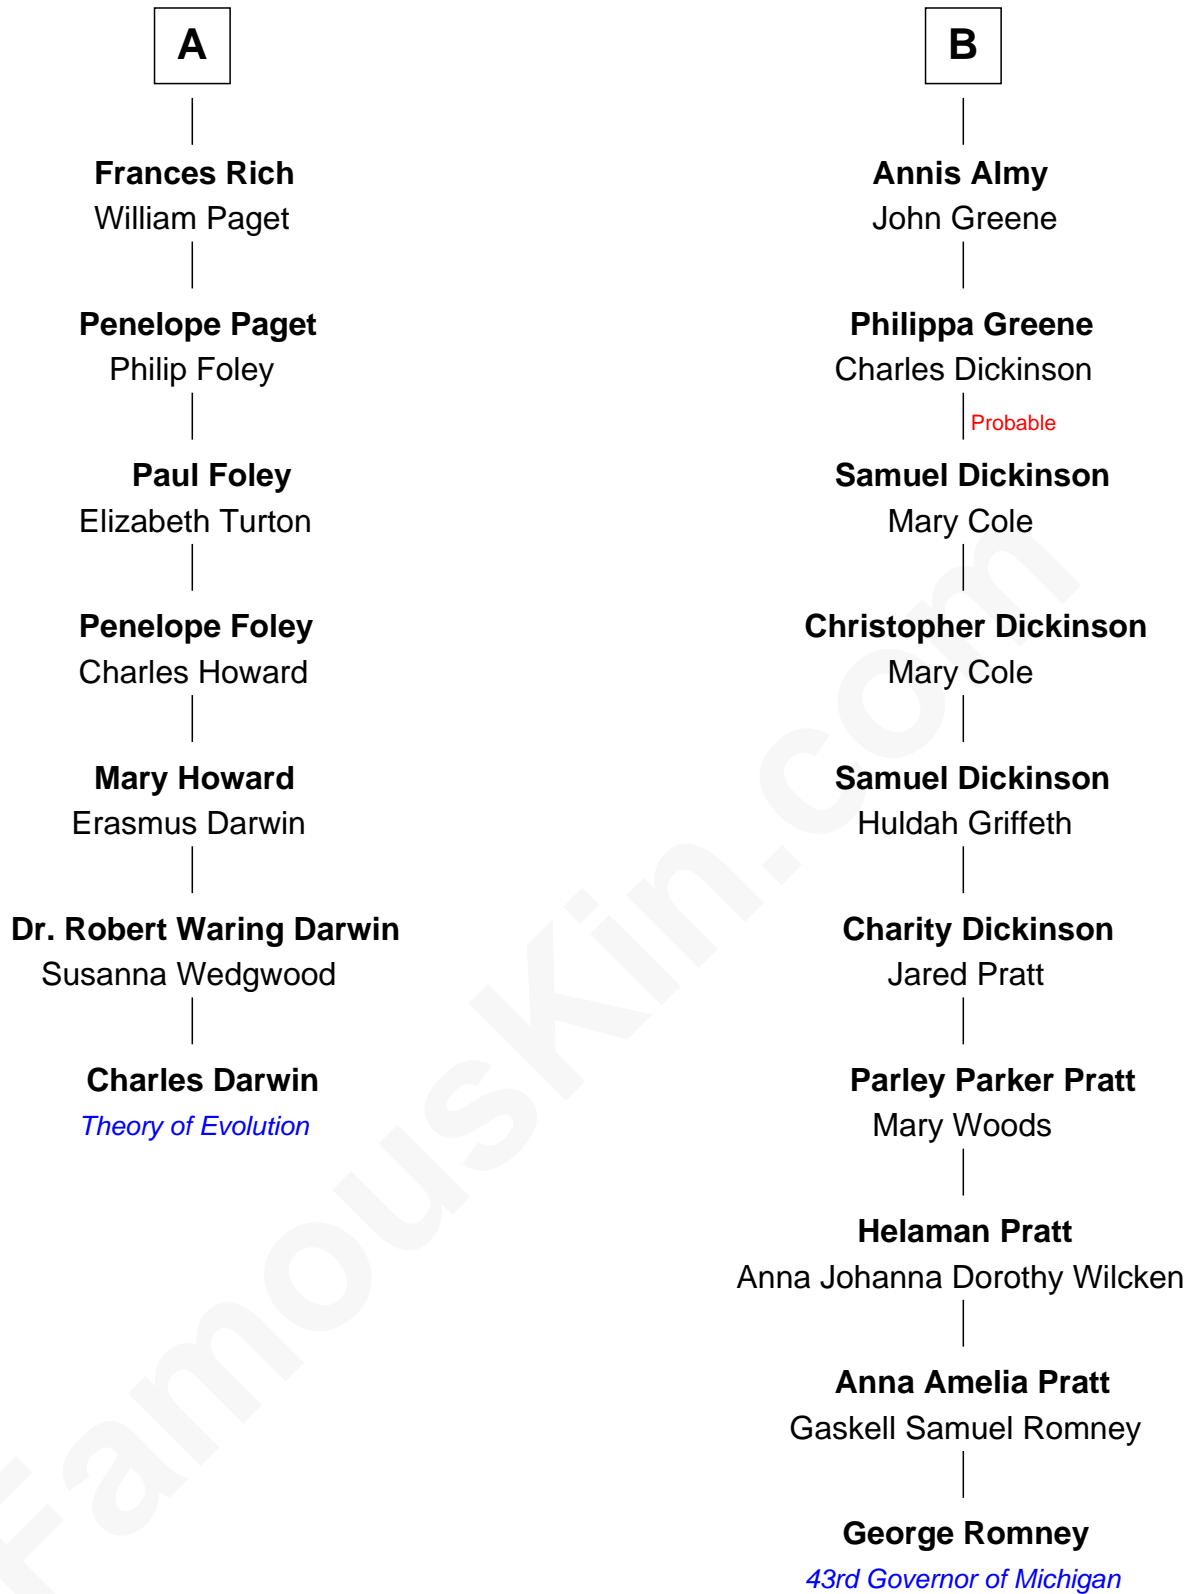 A
Frances Rich
William Paget
Penelope Paget
Philip Foley
Paul Foley
Elizabeth Turton
Penelope Foley
Charles Howard
Mary Howard
Erasmus Darwin
Dr. Robert Waring Darwin
Susanna Wedgwood
Charles Darwin
Theory of Evolution
B
Annis Almy
John Greene
Philippa Greene
Charles Dickinson
Probable
Samuel Dickinson
Mary Cole
Christopher Dickinson
Mary Cole
Samuel Dickinson
Huldah Griffeth
Charity Dickinson
Jared Pratt
Parley Parker Pratt
Mary Woods
Helaman Pratt
Anna Johanna Dorothy Wilcken
Anna Amelia Pratt
Gaskell Samuel Romney
George Romney
43rd Governor of Michigan
FamousKin.com